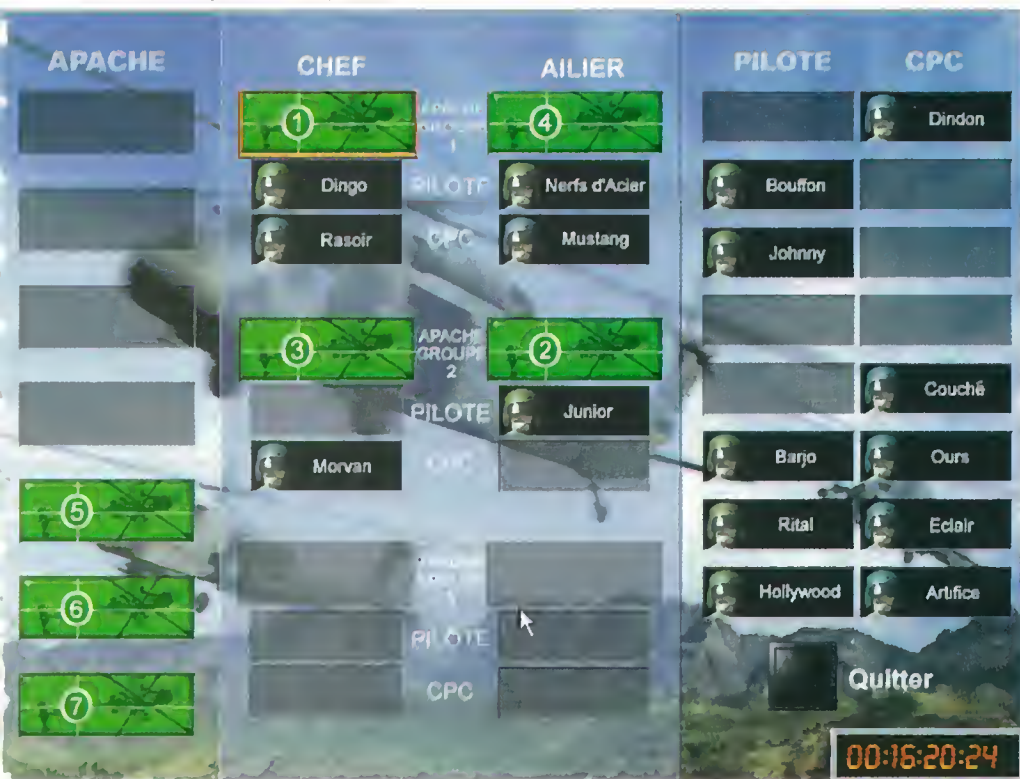 APACHE
CHEF
AILIER
PILOTE
CPC
1
4
1
Dingo
PILOTE
Nerfs d'Acier
Rasoir
CPC
Mustang
3
APACHE
GROUPE
2
2
PILOTE
Junior
Morvan
CPC
5
6
7
PILOTE
CPC
Dindon
Bouffon
Johnny
Couché
Barjo
Ours
Rital
Eclair
Hollywood
Artifice
Quitter
00:16:20:24